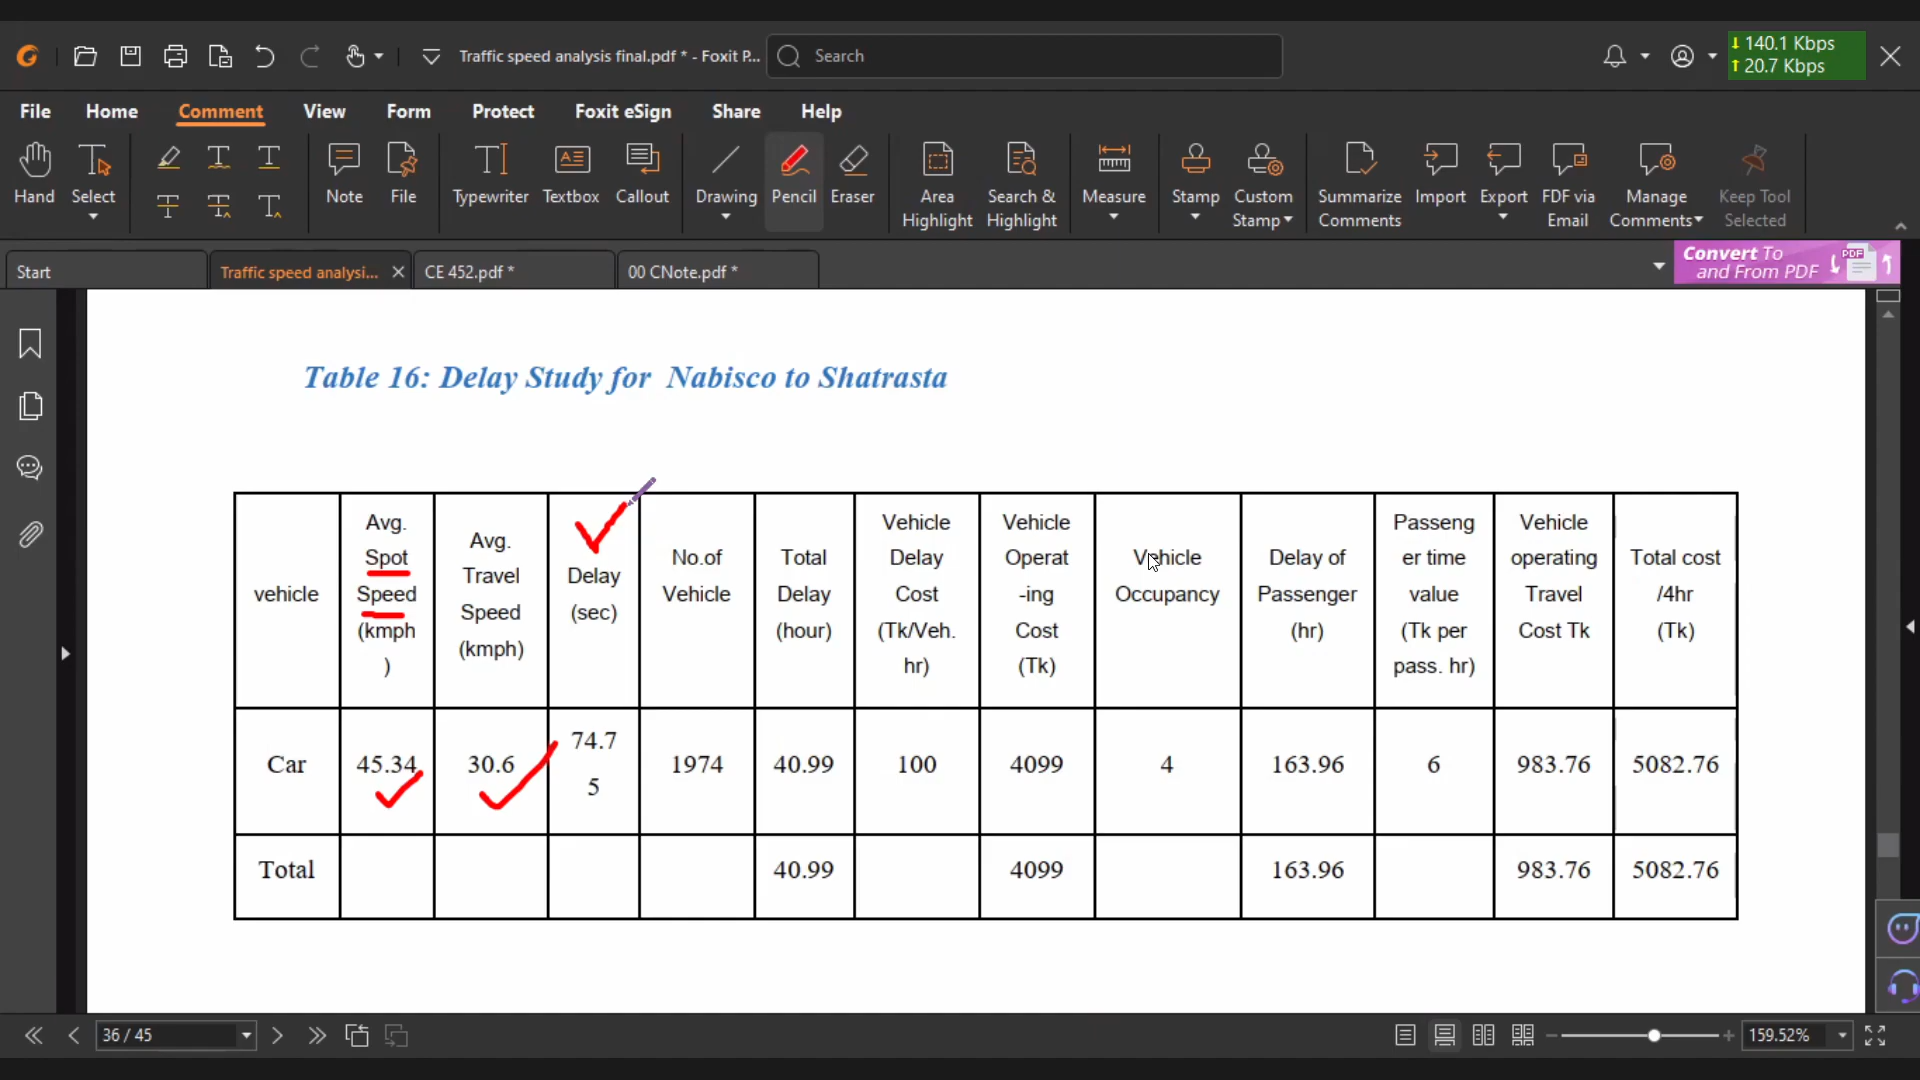 Traffic speed analysis final.pdf * - Foxit P...
Search
↓ 140.1 Kbps
↑ 20.7 Kbps
File Home Comment View Form Protect Foxit eSign Share Help
Hand Select Note File Typewriter Textbox Callout Drawing Pencil Eraser Area Highlight Search & Highlight Measure Stamp Custom Stamp Summarize Comments Import Export FDF via Email Manage Comments Keep Tool Selected
Start Traffic speed analysi... CE 452.pdf * 00 CNote.pdf *
Convert To
and From PDF
PDF
Table 16: Delay Study for Nabisco to Shatrasta
vehicle
Avg.
Spot
Speed
(kmph
)
Avg.
Travel
Speed
(kmph)
Delay
(sec)
No.of
Vehicle
Total
Delay
(hour)
Vehicle
Delay
Cost
(Tk/Veh.
hr)
Vehicle
Operat
-ing
Cost
(Tk)
Vehicle
Occupancy
Delay of
Passenger
(hr)
Passeng
er time
value
(Tk per
pass. hr)
Vehicle
operating
Travel
Cost Tk
Total cost
/4hr
(Tk)
Car 45.34 30.6 74.7
5 1974 40.99 100 4099 4 163.96 6 983.76 5082.76
Total 40.99 4099 163.96 983.76 5082.76
36 / 45
159.52%